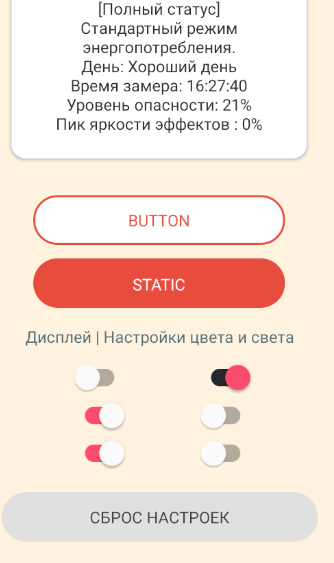 [Полный статус]
Стандартный режим
энергопотребления.
День: Хороший день
Время замера: 16:27:40
Уровень опасности: 21%
Пик яркости эффектов : 0%
BUTTON
STATIC
Дисплей | Настройки цвета и света
СБРОС НАСТРОЕК